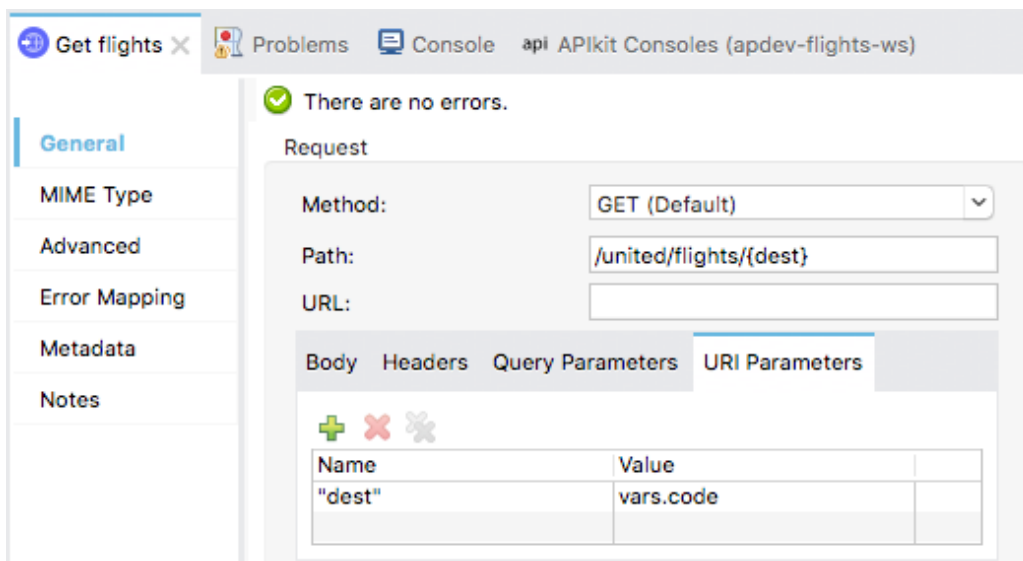 Get flights Problems Console api APIkit Consoles (apdev-flights-ws)
There are no errors.
General
MIME Type
Advanced
Error Mapping
Metadata
Notes
Request
Method: GET (Default)
Path: /united/flights/{dest}
URL:
Body Headers Query Parameters URI Parameters
Name Value
"dest" vars.code